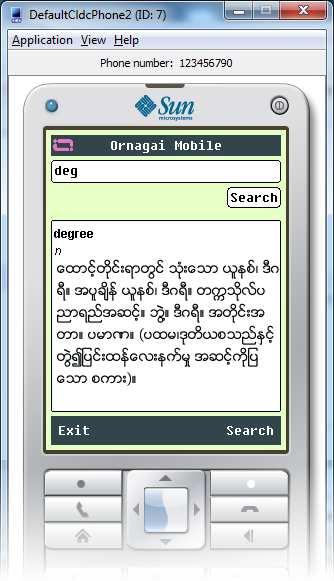 DefaultCldcPhone2 (ID: 7)
Application View Help
Phone number: 123456790
Sun
microsystems
Ornagai Mobile
deg
Search
degree
n
ထောင့်တိုင်းရာတွင် သုံးသော ယူနစ်၊ ဒီဂ
ရီ။ အပူချိန် ယူနစ်၊ ဒီဂရီ။ တက္ကသိုလ်ပ
ညာရည်အဆင့်။ ဘွဲ့။ ဒီဂရီ။ အတိုင်းအ
တာ။ ပမာဏ။ (ပထမ၊ဒုတိယစသည်နှင့်
တွဲ၍ပြင်းထန်လေးနက်မှု အဆင့်ကိုပြ
သော စကား)။
Exit Search